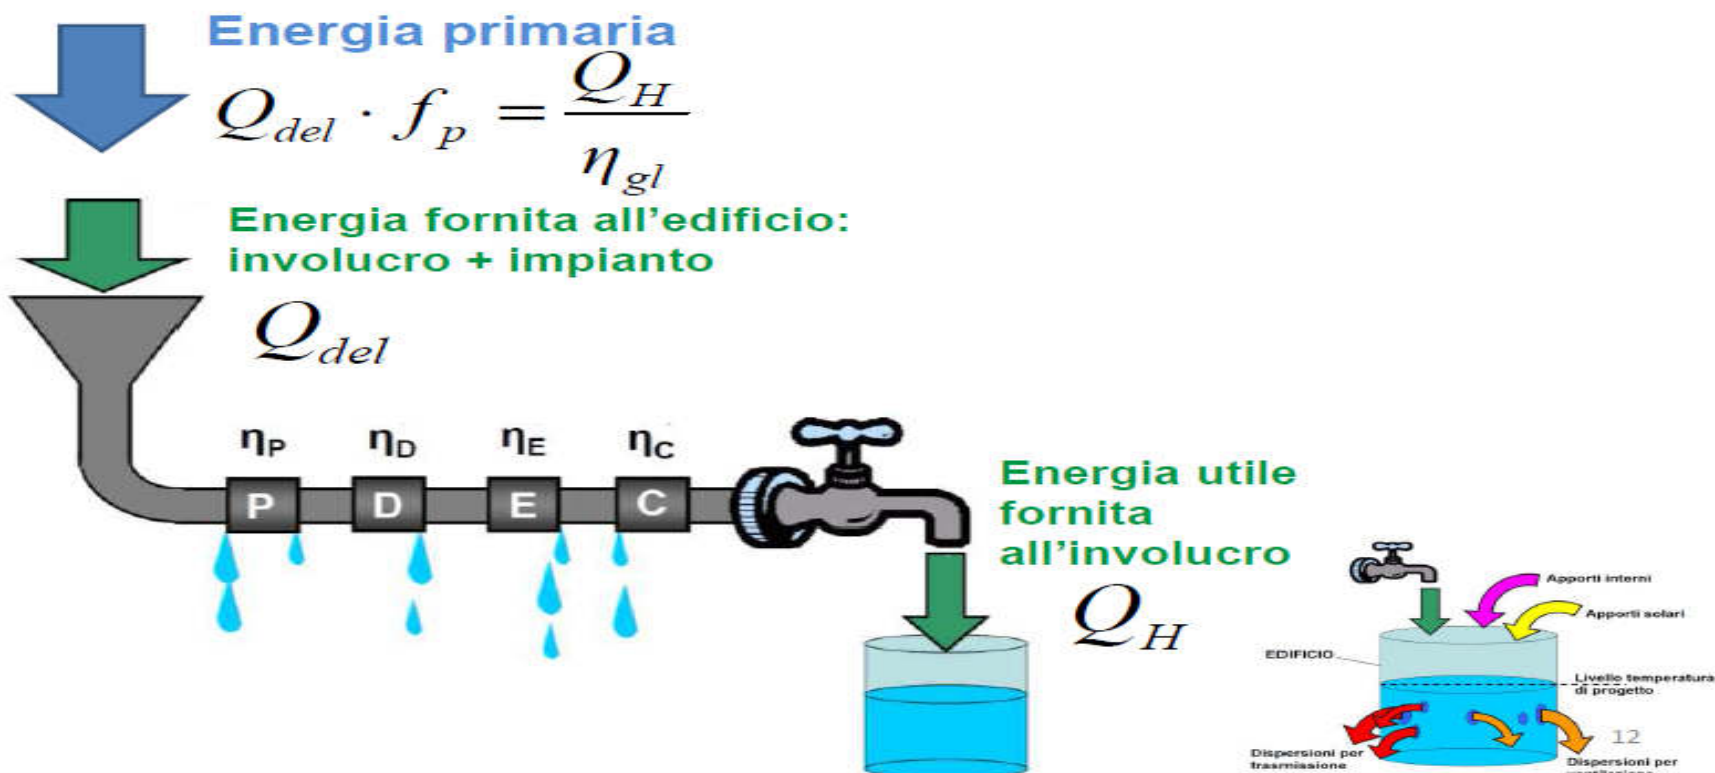 Energia primaria
Q_del · f_p = Q_H / η_gl
Energia fornita all'edificio:
involucro + impianto
Q_del
η_P η_D η_E η_C
P D E C
Energia utile
fornita
all'involucro
Q_H
Apporti interni
Apporti solari
EDIFICIO
Livello temperatura
di progetto
12
Dispersioni per
trasmissione
Dispersioni per